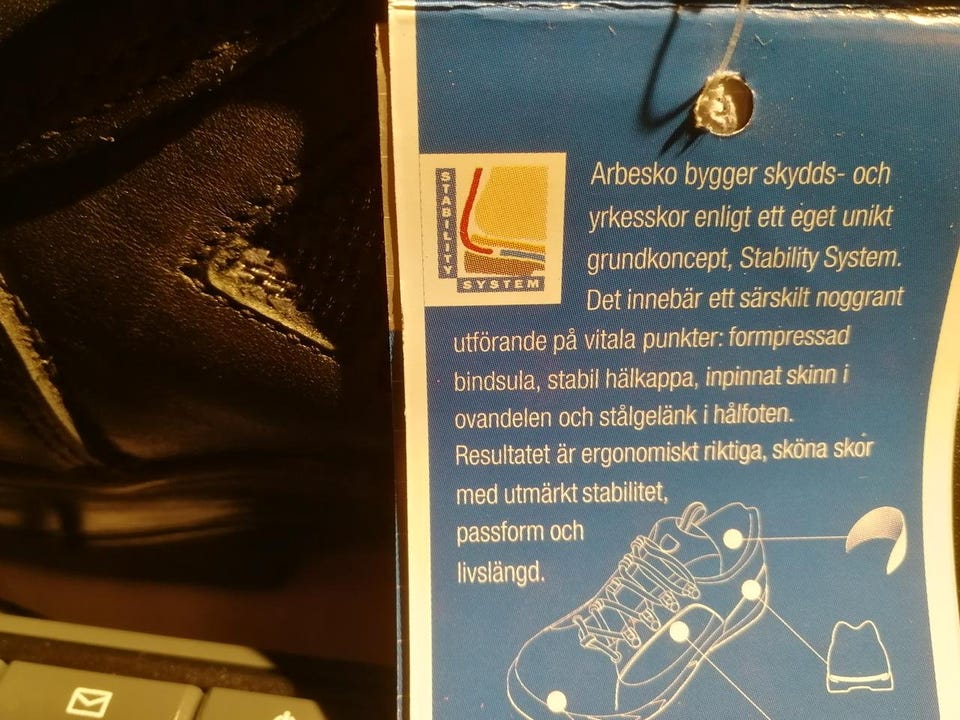 STABILITY
SYSTEM
Arbesko bygger skydds- och
yrkesskor enligt ett eget unikt
grundkoncept, Stability System.
Det innebär ett särskilt noggrant
utförande på vitala punkter: formpressad
bindsula, stabil hälkappa, inpinnat skinn i
ovandelen och stålgelänk i hålfoten.
Resultatet är ergonomiskt riktiga, sköna skor
med utmärkt stabilitet,
passform och
livslängd.